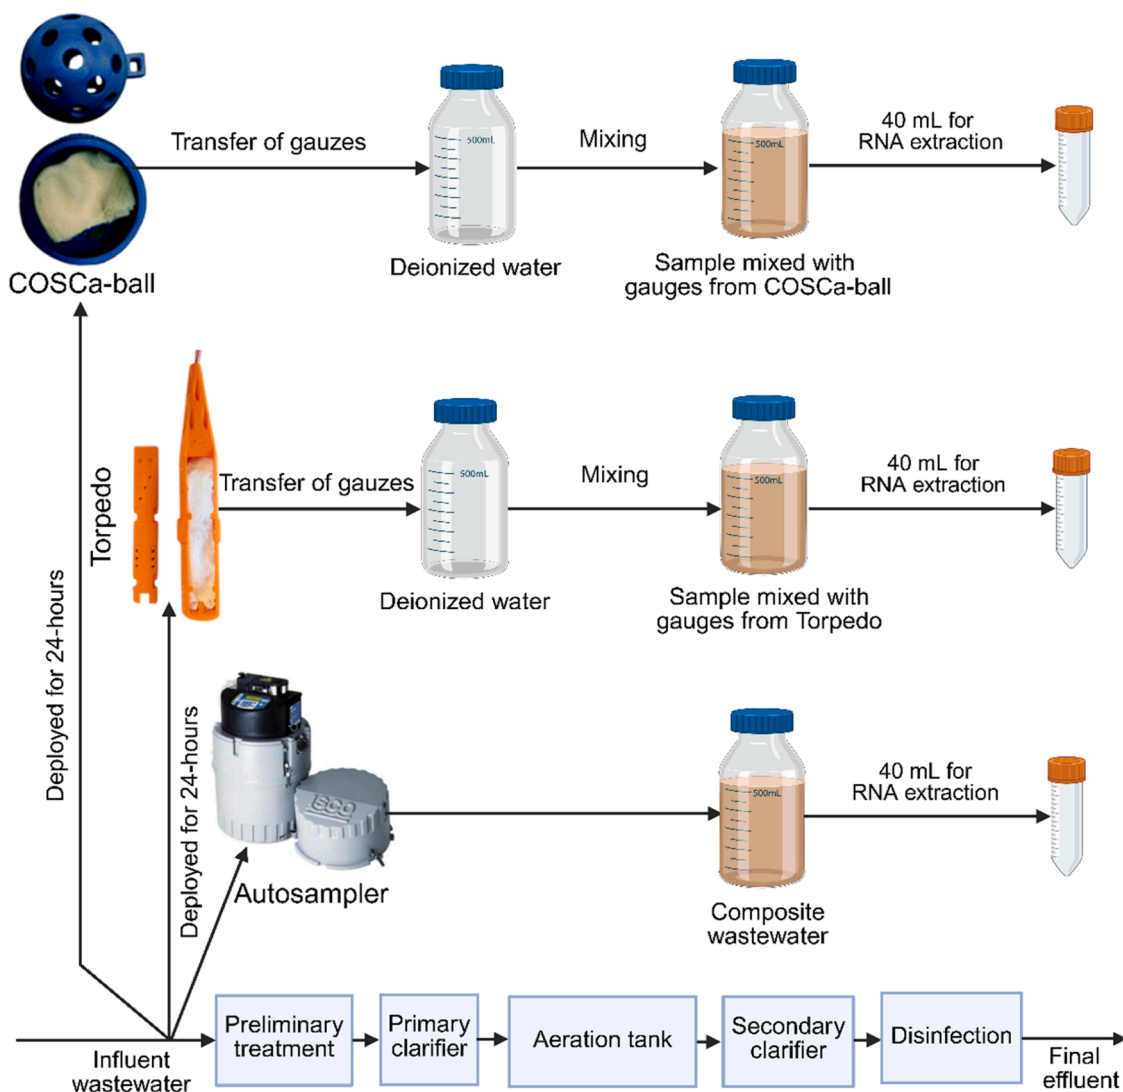 Transfer of gauzes
500mL
Mixing
500mL
40 mL for
RNA extraction
COSCa-ball
Deionized water
Sample mixed with
gauges from COSCa-ball
Torpedo
Transfer of gauzes
500mL
Mixing
500mL
40 mL for
RNA extraction
Deionized water
Sample mixed with
gauges from Torpedo
Deployed for 24-hours
Deployed for 24-hours
ISCO
Autosampler
500mL
40 mL for
RNA extraction
Composite
wastewater
Influent
wastewater
Preliminary
treatment
Primary
clarifier
Aeration tank
Secondary
clarifier
Disinfection
Final
effluent